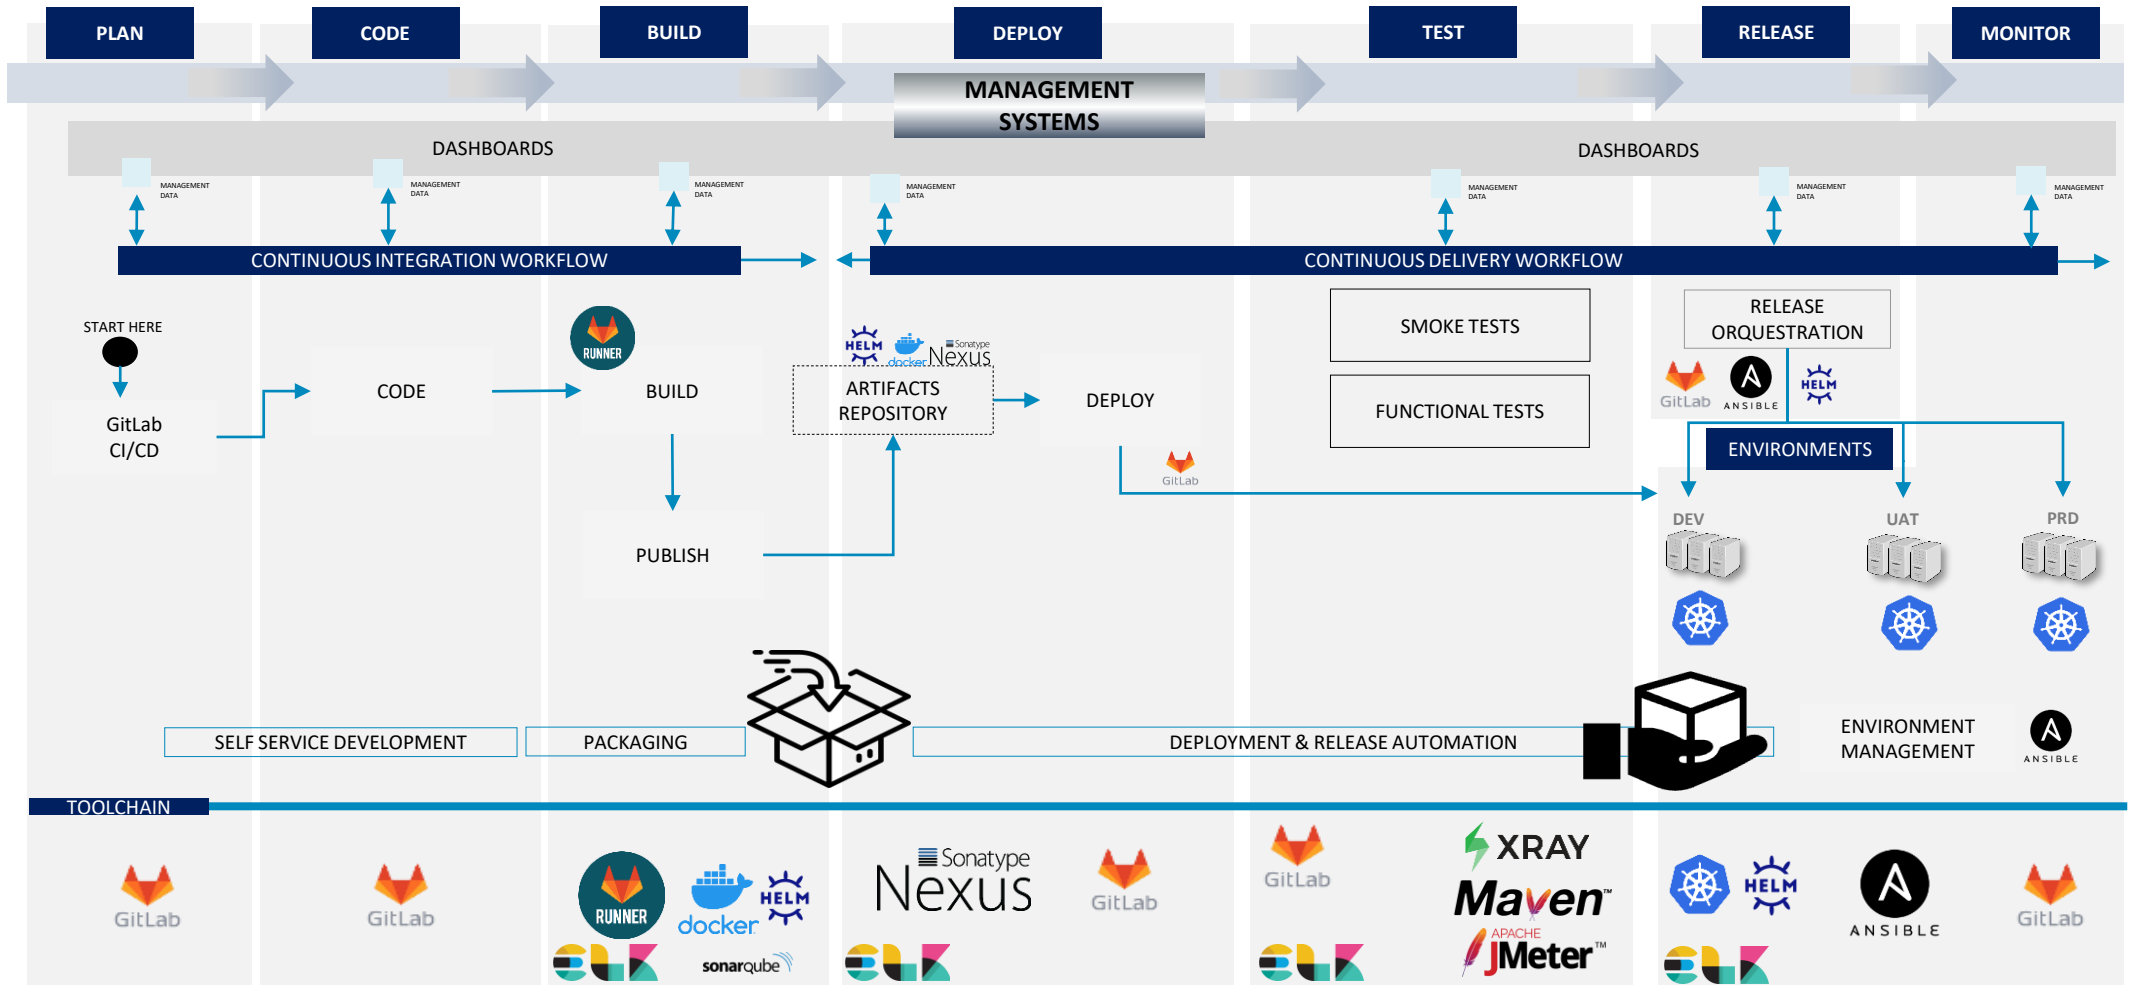 PLAN
CODE
BUILD
DEPLOY
TEST
RELEASE
MONITOR
MANAGEMENT
SYSTEMS
DASHBOARDS
DASHBOARDS
MANAGEMENT
DATA
MANAGEMENT
DATA
MANAGEMENT
DATA
MANAGEMENT
DATA
MANAGEMENT
DATA
MANAGEMENT
DATA
MANAGEMENT
DATA
CONTINUOUS INTEGRATION WORKFLOW
CONTINUOUS DELIVERY WORKFLOW
START HERE
GitLab
CI/CD
CODE
RUNNER
BUILD
PUBLISH
HELM
docker
Sonatype
Nexus
ARTIFACTS
REPOSITORY
DEPLOY
GitLab
SMOKE TESTS
FUNCTIONAL TESTS
RELEASE
ORQUESTRATION
GitLab
ANSIBLE
HELM
ENVIRONMENTS
DEV
UAT
PRD
SELF SERVICE DEVELOPMENT
PACKAGING
DEPLOYMENT & RELEASE AUTOMATION
ENVIRONMENT
MANAGEMENT
ANSIBLE
TOOLCHAIN
GitLab
GitLab
RUNNER
docker
HELM
sonarqube
Sonatype
Nexus
GitLab
GitLab
XRAY
Maven™
APACHE
JMeter™
HELM
ANSIBLE
GitLab